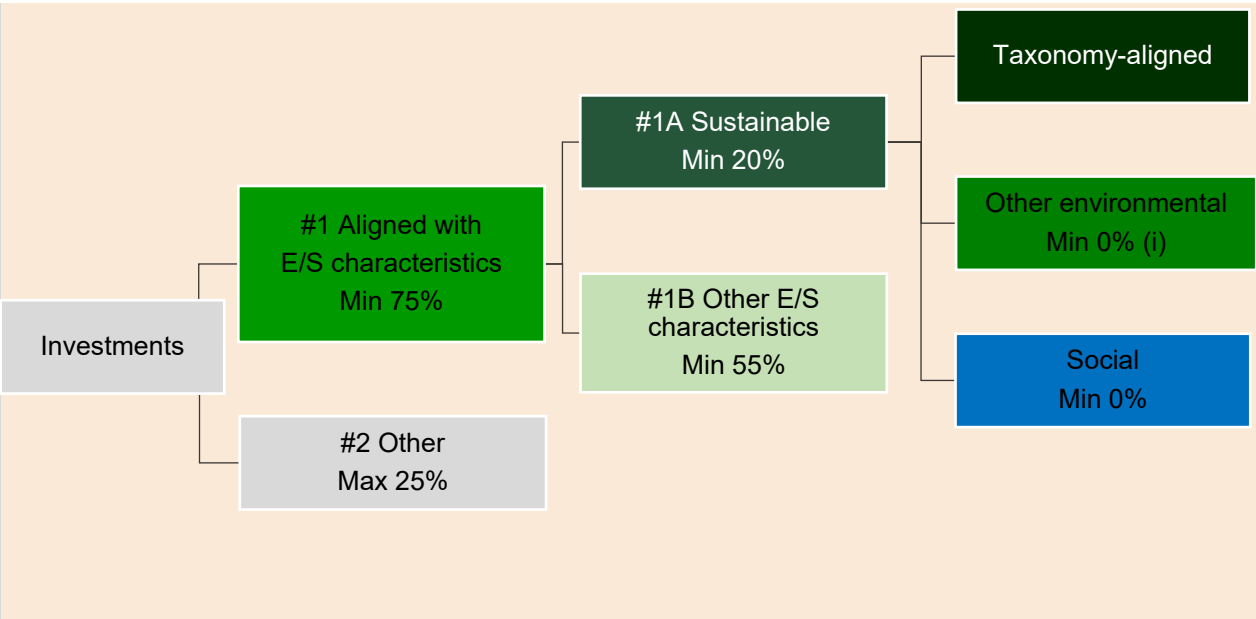 Investments
#1 Aligned with
E/S characteristics
Min 75%
#2 Other
Max 25%
#1A Sustainable
Min 20%
#1B Other E/S
characteristics
Min 55%
Taxonomy-aligned
Other environmental
Min 0% (i)
Social
Min 0%